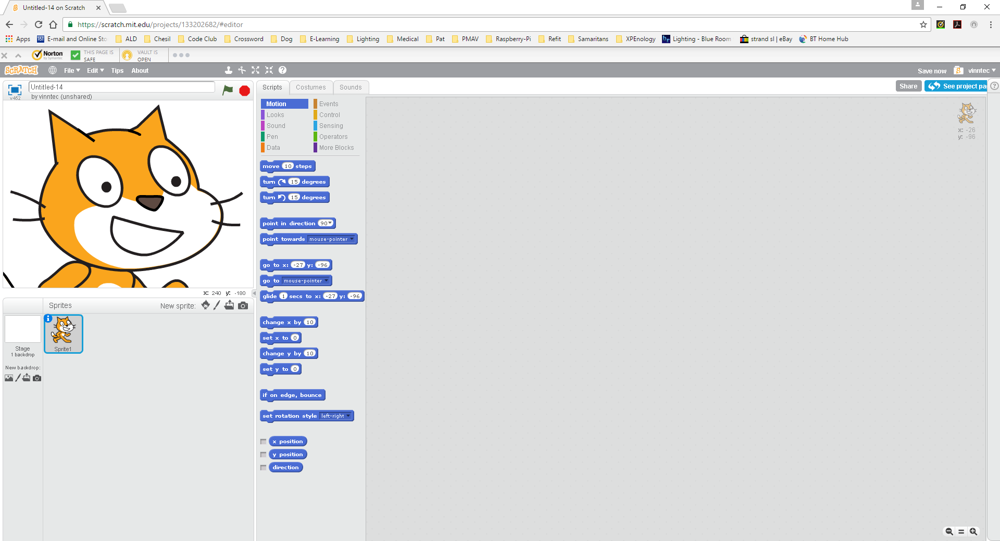 Untitled-14 on Scratch
https://scratch.mit.edu/projects/133202682/#editor
Apps E-mail and Online Sto ALD Chesil Code Club Crossword Dog E-Learning Lighting Medical Pat PMAV Raspberry-Pi Refit Samaritans XPEnology Lighting - Blue Room strand sl | eBay BT Home Hub
Norton by Symantec THIS PAGE IS SAFE VAULT IS OPEN
SCRATCH File Edit Tips About Save now vinntec
v452 Untitled-14
by vinntec (unshared)
Scripts Costumes Sounds
Share See project pa
Motion Events
Looks Control
Sound Sensing
Pen Operators
Data More Blocks
move 10 steps
turn 15 degrees
turn 15 degrees
point in direction 90
point towards mouse-pointer
go to x: -27 y: -96
go to mouse-pointer
glide 1 secs to x: -27 y: -96
change x by 10
set x to 0
change y by 10
set y to 0
if on edge, bounce
set rotation style left-right
x position
y position
direction
x: -26
y: -96
X: 240 y: -180
Sprites New sprite:
Stage
1 backdrop
New backdrop:
Sprite1